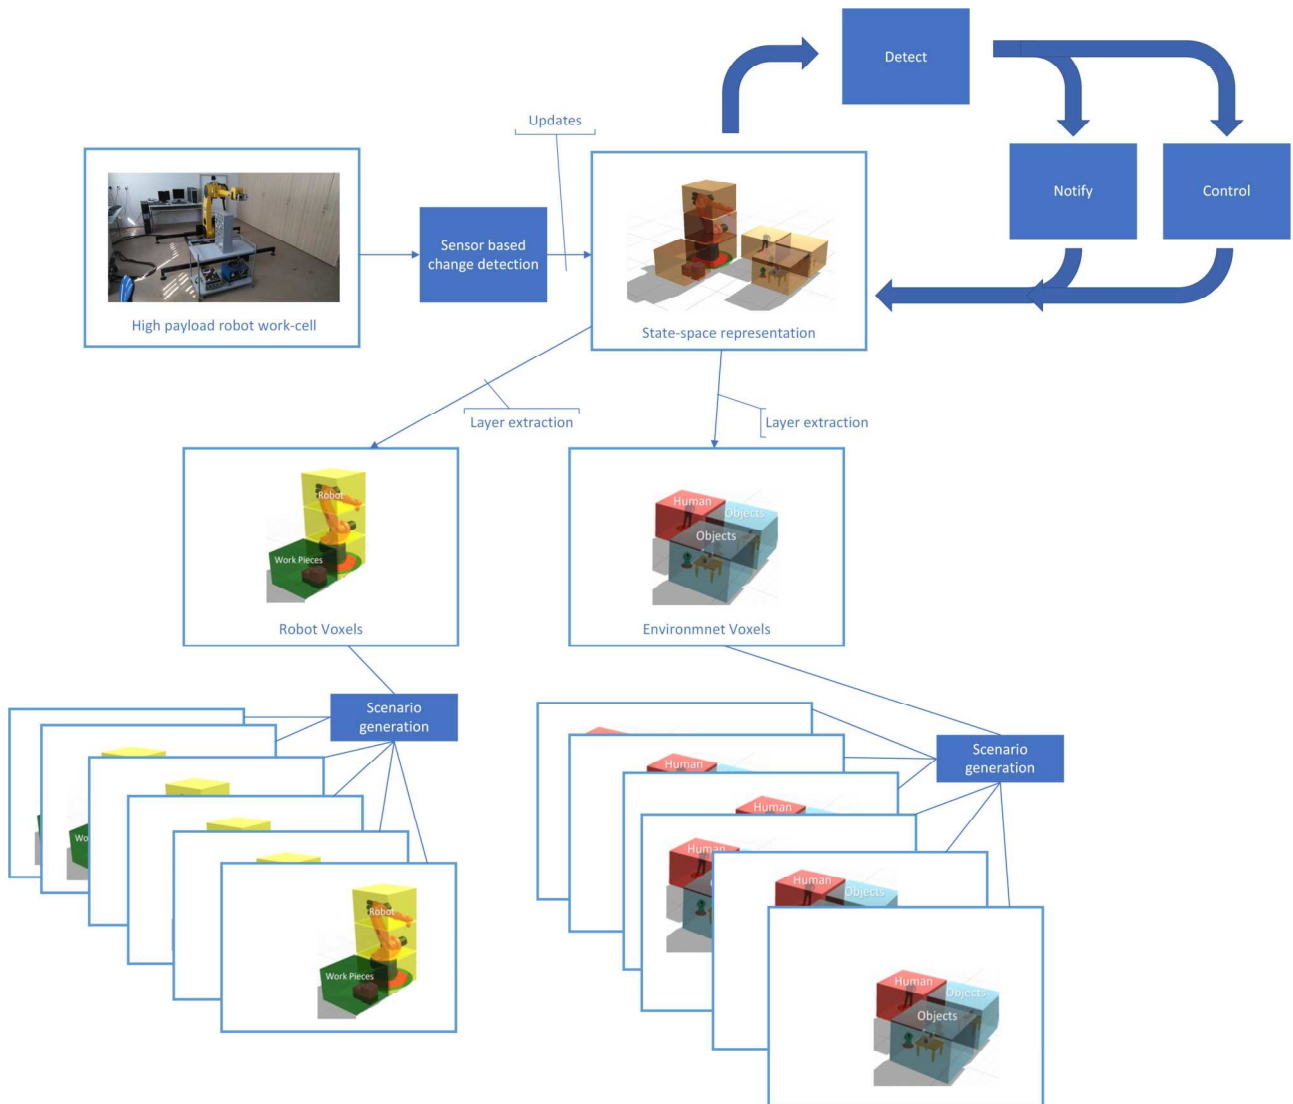 Detect
Updates
Notify
Control
Sensor based
change detection
High payload robot work-cell
State-space representation
Layer extraction
Layer extraction
Robot
Work Pieces
Robot Voxels
Human
Objects
Objects
Environmnet Voxels
Scenario
generation
Scenario
generation
Human
Human
Wo
Human
Human
Objects
Robot
Work Pieces
Human
Objects
Objects